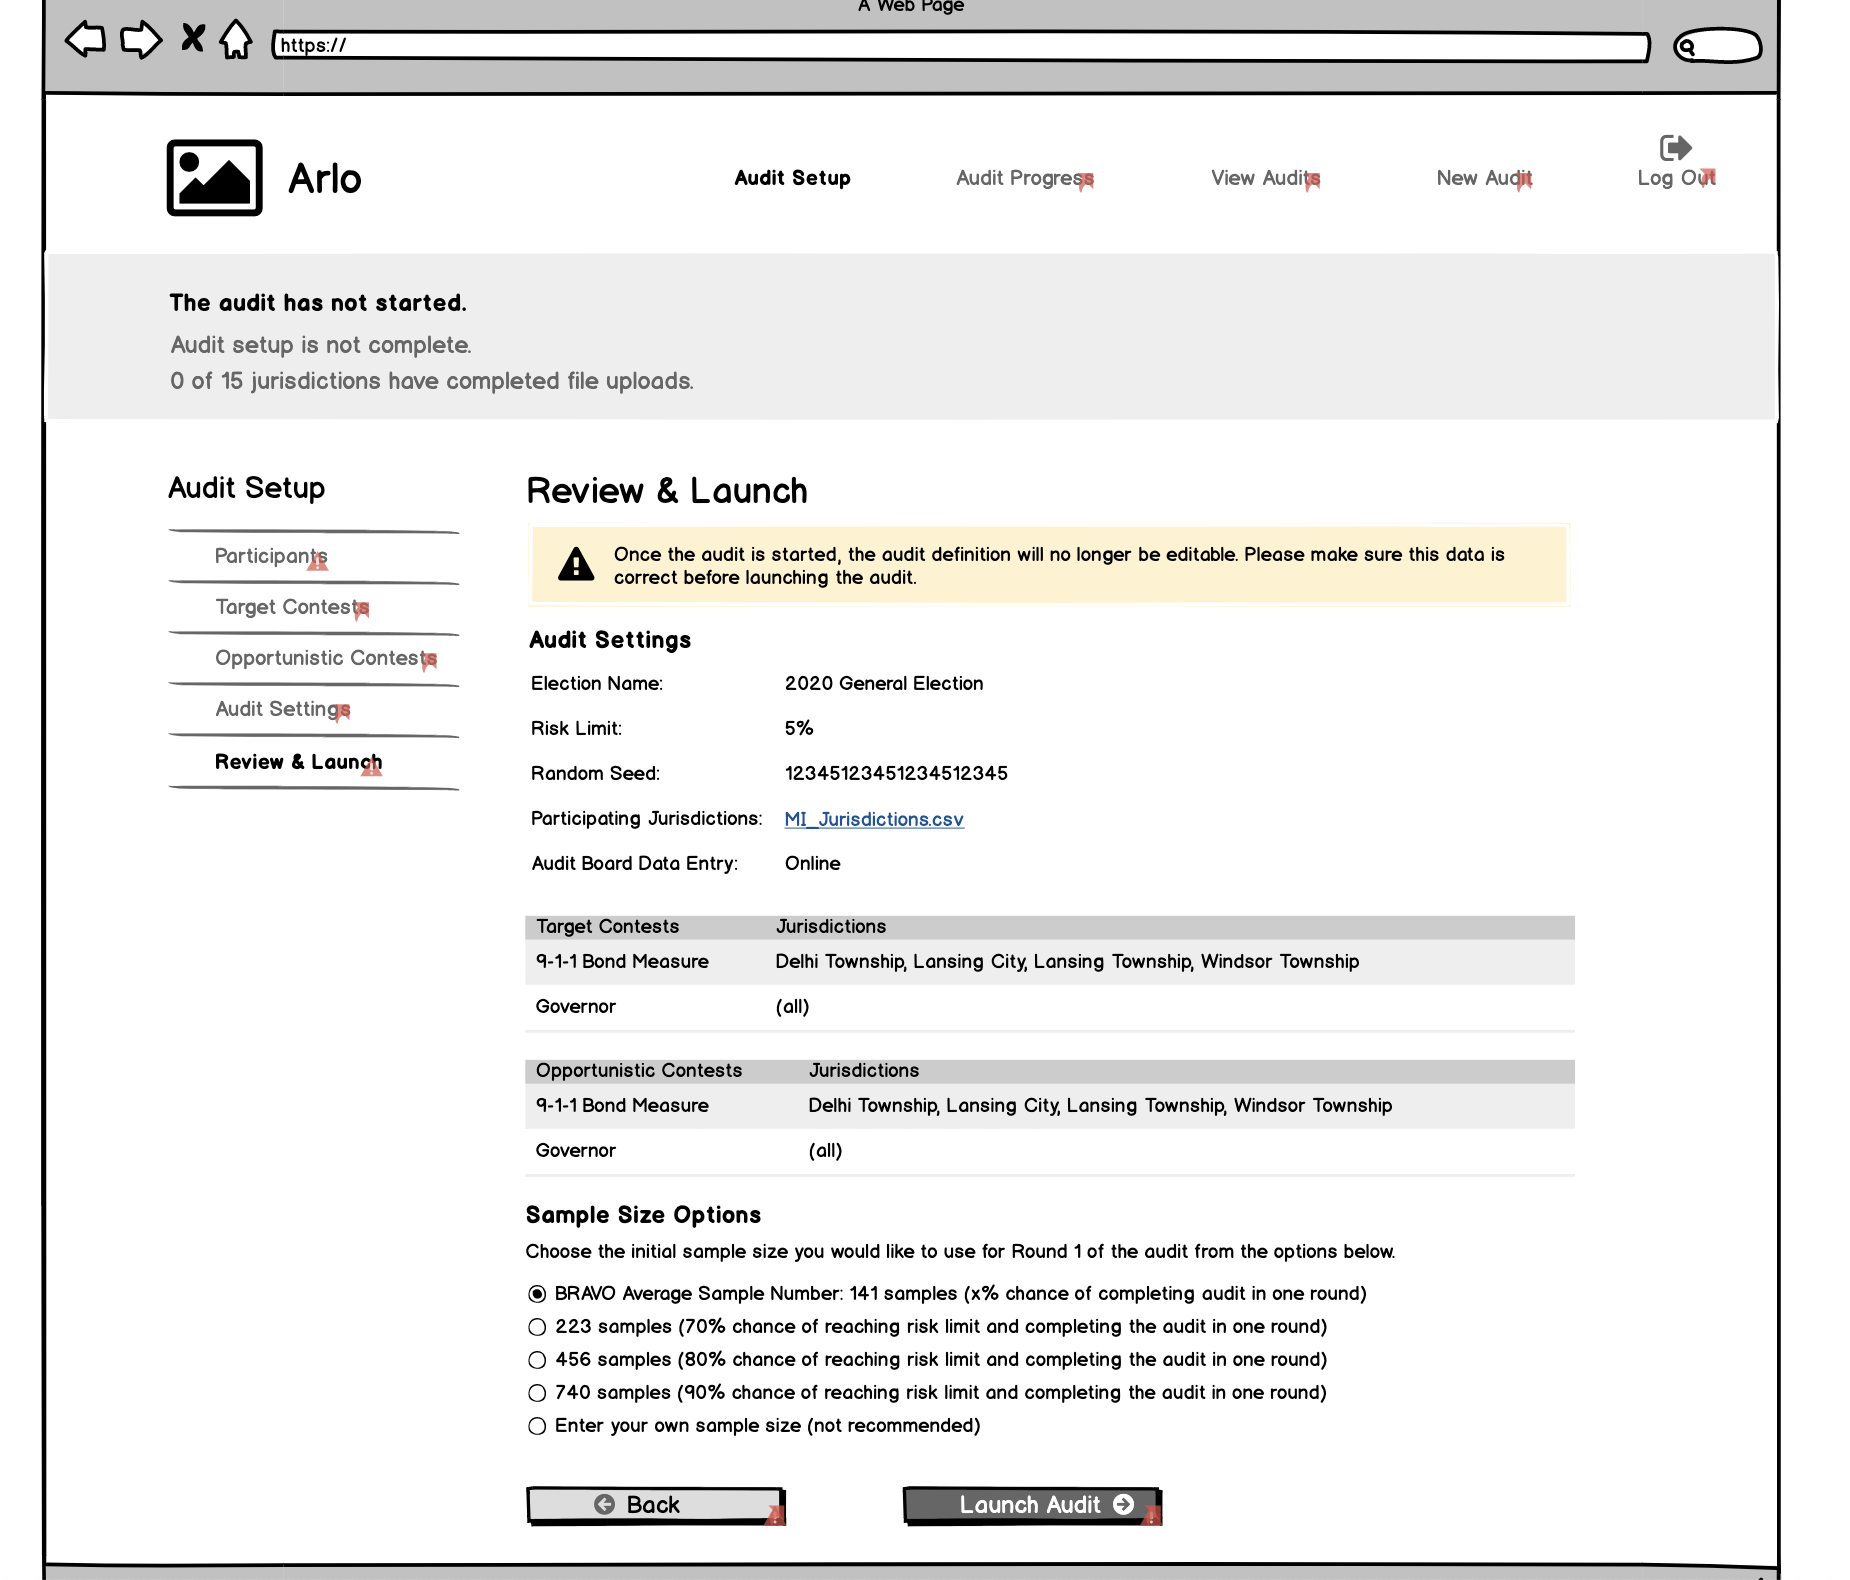 A Web Page
https://
Arlo
Audit Setup
Audit Progress
View Audits
New Audit
Log Out
The audit has not started.
Audit setup is not complete.
0 of 15 jurisdictions have completed file uploads.
Audit Setup
Participants
Target Contests
Opportunistic Contests
Audit Settings
Review & Launch
Review & Launch
Once the audit is started, the audit definition will no longer be editable. Please make sure this data is
correct before launching the audit.
Audit Settings
Election Name: 2020 General Election
Risk Limit: 5%
Random Seed: 12345123451234512345
Participating Jurisdictions: MI_Jurisdictions.csv
Audit Board Data Entry: Online
Target Contests Jurisdictions
9-1-1 Bond Measure Delhi Township, Lansing City, Lansing Township, Windsor Township
Governor (all)
Opportunistic Contests Jurisdictions
9-1-1 Bond Measure Delhi Township, Lansing City, Lansing Township, Windsor Township
Governor (all)
Sample Size Options
Choose the initial sample size you would like to use for Round 1 of the audit from the options below.
BRAVO Average Sample Number: 141 samples (x% chance of completing audit in one round)
223 samples (70% chance of reaching risk limit and completing the audit in one round)
456 samples (80% chance of reaching risk limit and completing the audit in one round)
740 samples (90% chance of reaching risk limit and completing the audit in one round)
Enter your own sample size (not recommended)
Back
Launch Audit